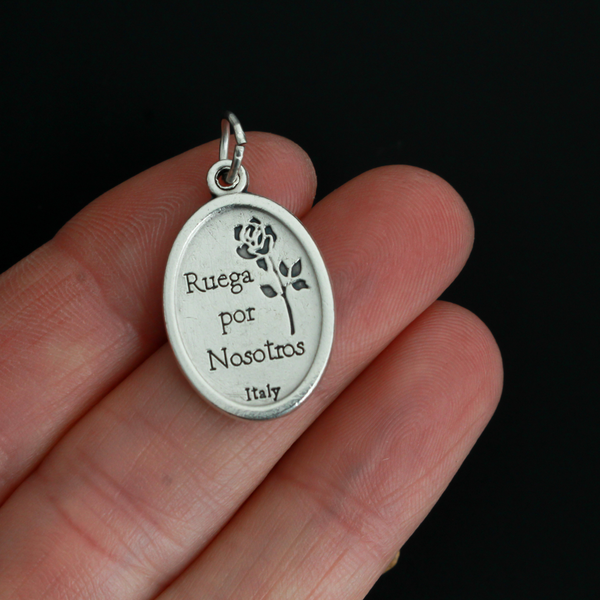 Ruega
por
Nosotros
Italy